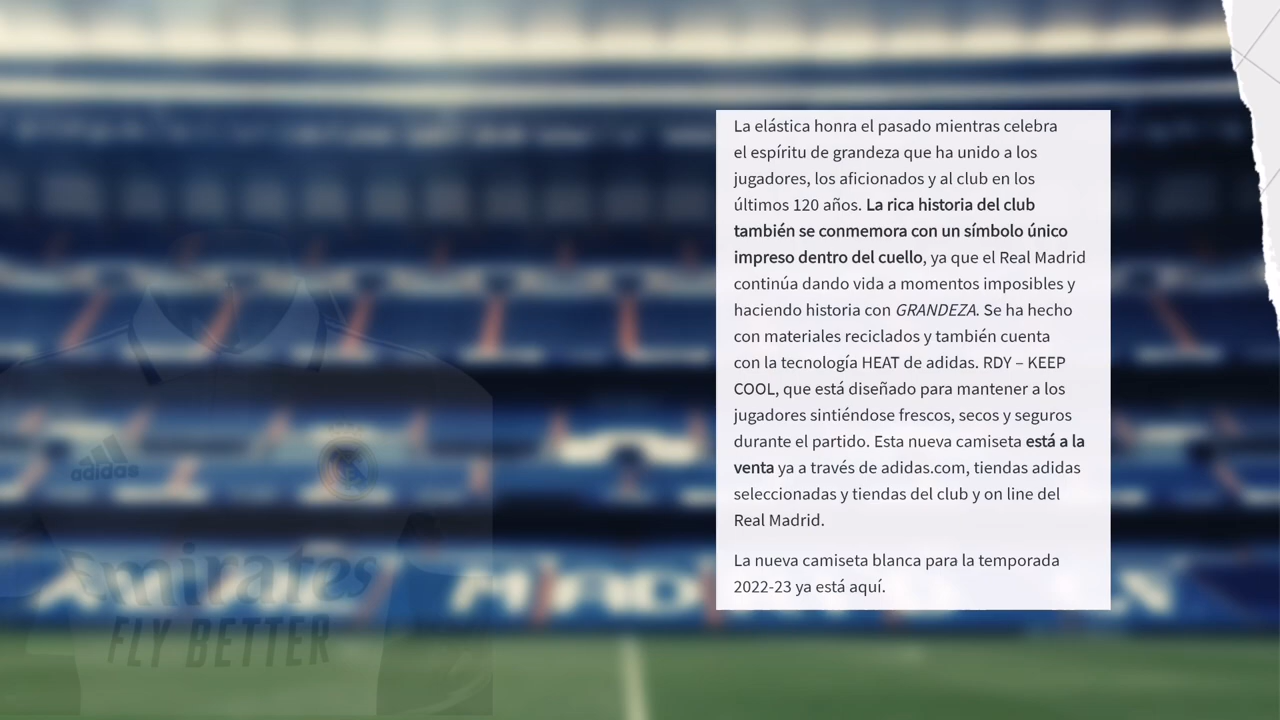 La elástica honra el pasado mientras celebra
el espíritu de grandeza que ha unido a los
jugadores, los aficionados y al club en los
últimos 120 años. La rica historia del club
también se conmemora con un símbolo único
impreso dentro del cuello, ya que el Real Madrid
continúa dando vida a momentos imposibles y
haciendo historia con GRANDEZA. Se ha hecho
con materiales reciclados y también cuenta
con la tecnología HEAT de adidas. RDY – KEEP
COOL, que está diseñado para mantener a los
jugadores sintiéndose frescos, secos y seguros
durante el partido. Esta nueva camiseta está a la
venta ya a través de adidas.com, tiendas adidas
seleccionadas y tiendas del club y on line del
Real Madrid.
La nueva camiseta blanca para la temporada
2022-23 ya está aquí.
adidas
Emirates
FLY BETTER